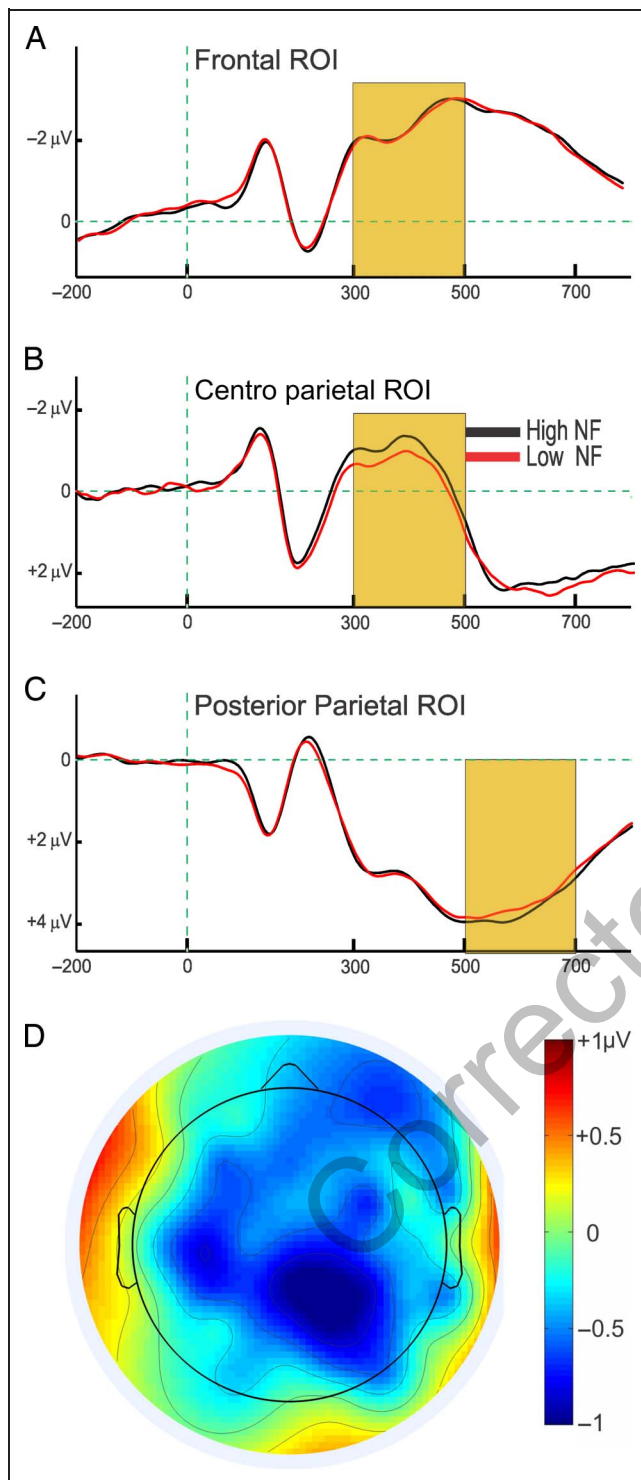 A
Frontal ROI
−2 µV
0
−200 0 300 500 700
B
Centro parietal ROI
−2 µV
High NF
Low NF
0
+2 µV
−200 0 300 500 700
C
Posterior Parietal ROI
0
+2 µV
+4 µV
−200 0 300 500 700
D
+1µV
+0.5
0
−0.5
−1
Correcte